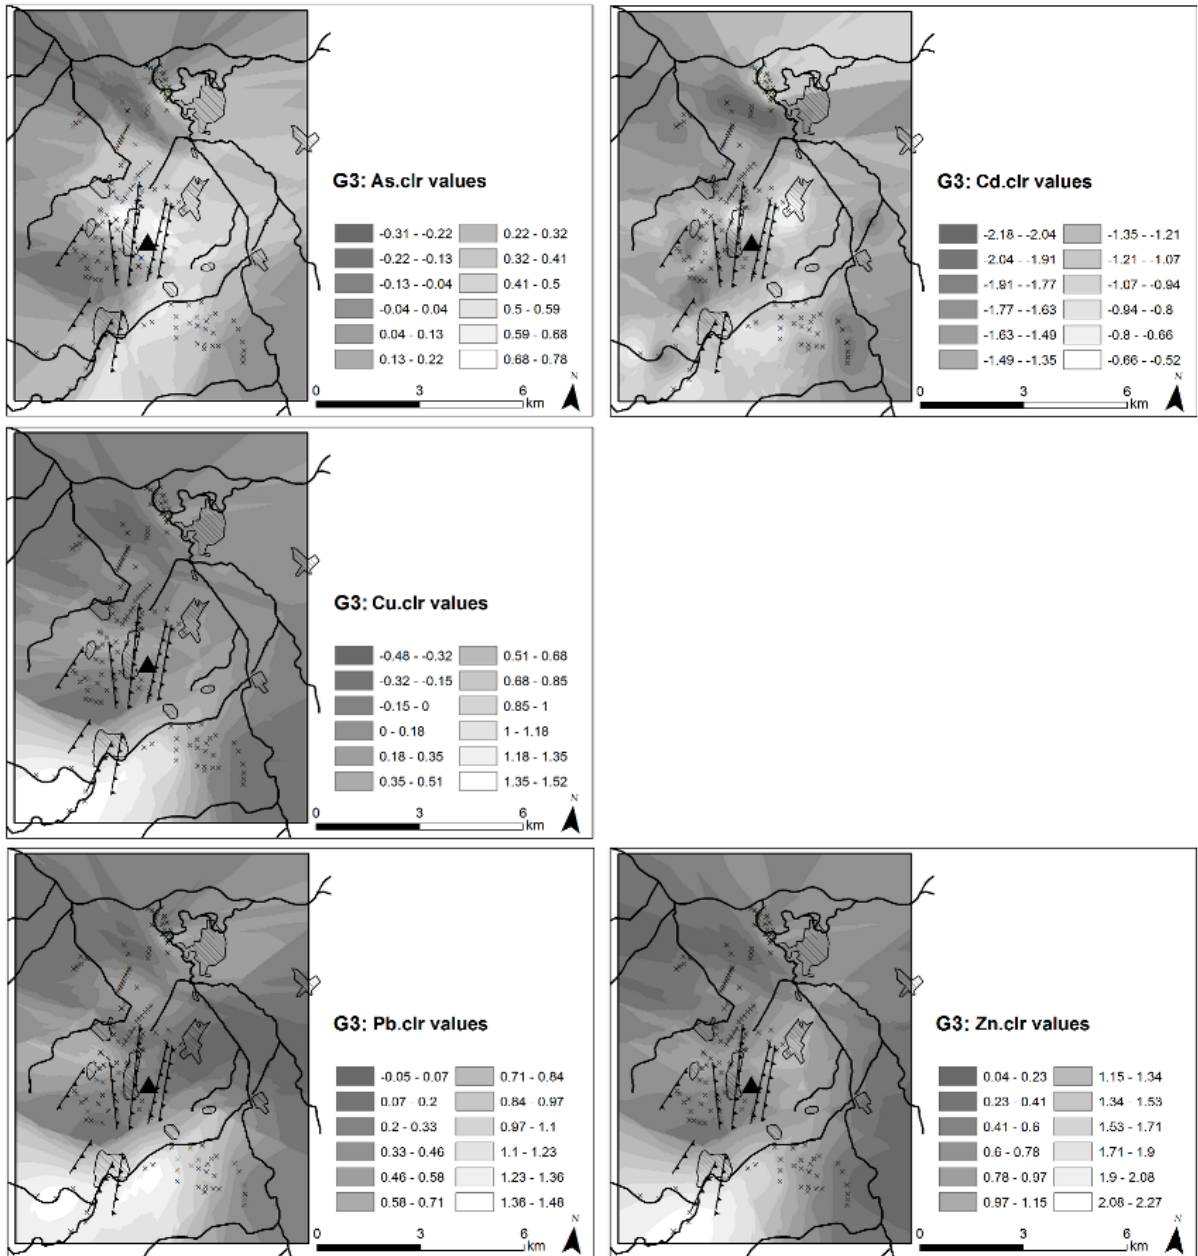 G3: As.clr values
-0.31 - -0.22 0.22 - 0.32
-0.22 - -0.13 0.32 - 0.41
-0.13 - -0.04 0.41 - 0.5
-0.04 - 0.04 0.5 - 0.59
0.04 - 0.13 0.59 - 0.68
0.13 - 0.22 0.68 - 0.78
N
0 3 6
km
G3: Cd.clr values
-2.18 - -2.04 -1.35 - -1.21
-2.04 - -1.91 -1.21 - -1.07
-1.91 - -1.77 -1.07 - -0.94
-1.77 - -1.63 -0.94 - -0.8
-1.63 - -1.49 -0.8 - -0.66
-1.49 - -1.35 -0.66 - -0.52
N
0 3 6
km
G3: Cu.clr values
-0.48 - -0.32 0.51 - 0.68
-0.32 - -0.15 0.68 - 0.85
-0.15 - 0 0.85 - 1
0 - 0.18 1 - 1.18
0.18 - 0.35 1.18 - 1.35
0.35 - 0.51 1.35 - 1.52
N
0 3 6
km
G3: Pb.clr values
-0.05 - 0.07 0.71 - 0.84
0.07 - 0.2 0.84 - 0.97
0.2 - 0.33 0.97 - 1.1
0.33 - 0.46 1.1 - 1.23
0.46 - 0.58 1.23 - 1.36
0.58 - 0.71 1.36 - 1.48
N
0 3 6
km
G3: Zn.clr values
0.04 - 0.23 1.15 - 1.34
0.23 - 0.41 1.34 - 1.53
0.41 - 0.6 1.53 - 1.71
0.6 - 0.78 1.71 - 1.9
0.78 - 0.97 1.9 - 2.08
0.97 - 1.15 2.08 - 2.27
N
0 3 6
km